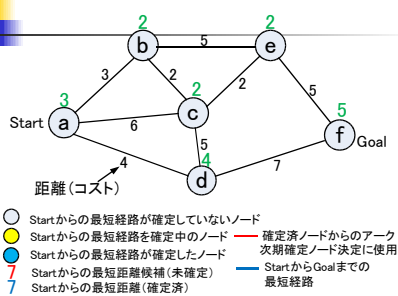 2
2
b
5
e
3
2
2
2
5
3
5
Start
a
6
c
f
Goal
5
4
4
d
7
距離(コスト)
Startからの最短経路が確定していないノード
Startからの最短経路を確定中のノード
Startからの最短経路が確定したノード
7 Startからの最短距離候補(未確定)
7 Startからの最短距離(確定済)
確定済ノードからのアーク
次期確定ノード決定に使用
StartからGoalまでの
最短経路